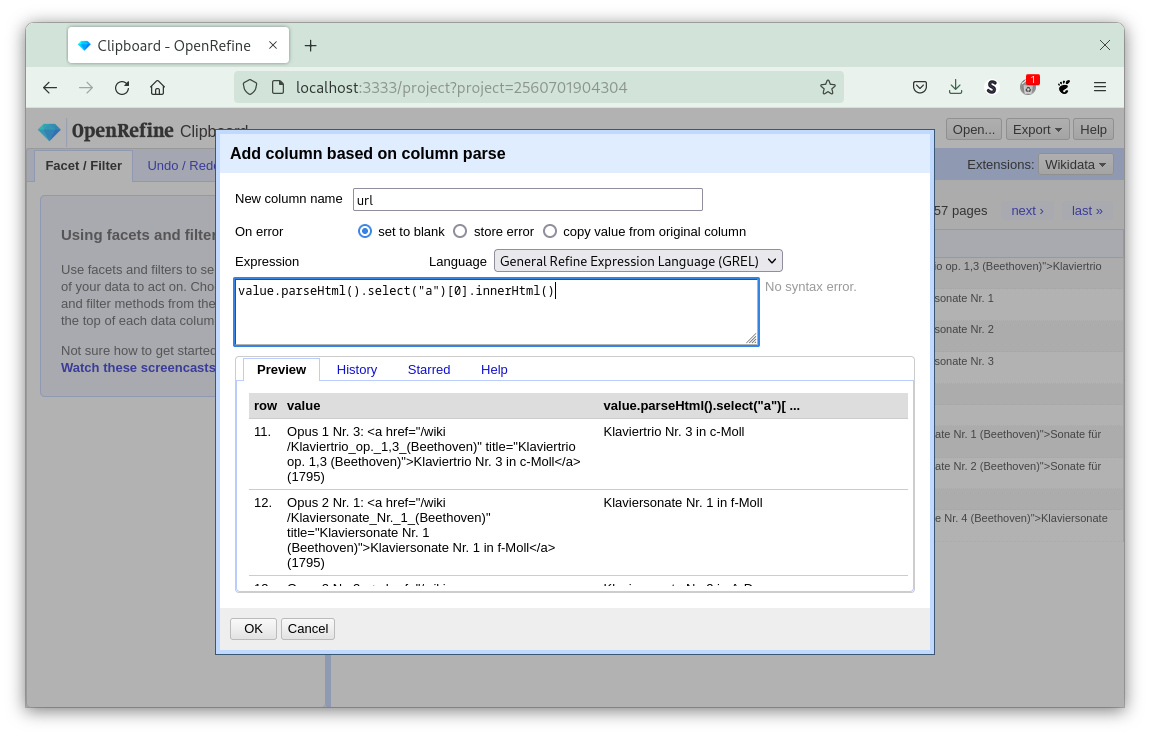 Clipboard - OpenRefine
localhost:3333/project?project=2560701904304
1
OpenRefine Clipboard
Open... Export Help
Facet / Filter Undo / Redo
Extensions: Wikidata
Add column based on column parse
New column name url
On error set to blank store error copy value from original column
Expression Language General Refine Expression Language (GREL)
value.parseHtml().select("a")[0].innerHtml()
No syntax error.
Preview History Starred Help
row value value.parseHtml().select("a")[ ...
11. Opus 1 Nr. 3: <a href="/wiki Klaviertrio Nr. 3 in c-Moll
/Klaviertrio_op._1,3_(Beethoven)" title="Klaviertrio
op. 1,3 (Beethoven)">Klaviertrio Nr. 3 in c-Moll</a>
(1795)
12. Opus 2 Nr. 1: <a href="/wiki Klaviersonate Nr. 1 in f-Moll
/Klaviersonate_Nr._1_(Beethoven)"
title="Klaviersonate Nr. 1
(Beethoven)">Klaviersonate Nr. 1 in f-Moll</a>
(1795)
OK Cancel
Using facets and filter
Use facets and filters to se
of your data to act on. Cho
and filter methods from the
the top of each data colum
Not sure how to get started
Watch these screencasts
57 pages next › last »
io op. 1,3 (Beethoven)">Klaviertrio
sonate Nr. 1
sonate Nr. 2
sonate Nr. 3
ate Nr. 1 (Beethoven)">Sonate für
ate Nr. 2 (Beethoven)">Sonate für
e Nr. 4 (Beethoven)">Klaviersonate